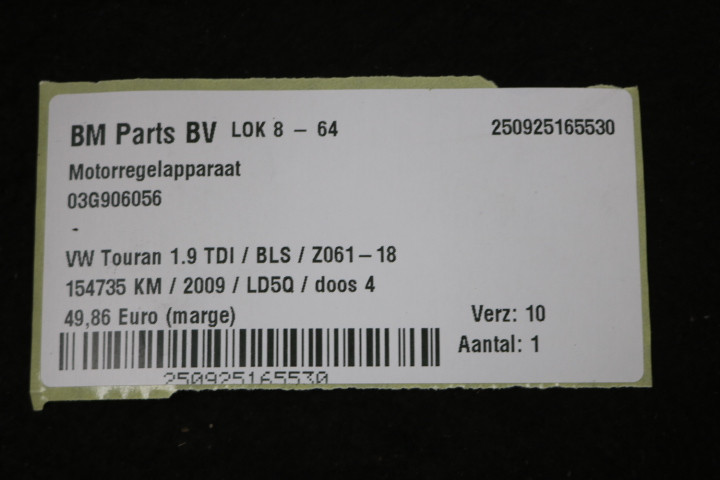 BM Parts BV LOK 8 - 64 250925165530
Motorregelapparaat
03G906056
-
VW Touran 1.9 TDI / BLS / Z061-18
154735 KM / 2009 / LD5Q / doos 4
49,86 Euro (marge) Verz: 10
Aantal: 1
250925165530